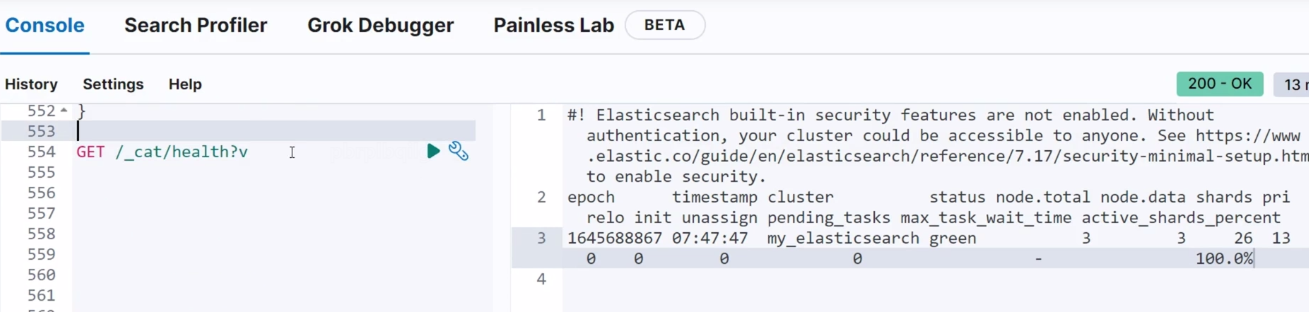 Console Search Profiler Grok Debugger Painless Lab BETA
History Settings Help 200 - OK 13
552 }
553
554 GET /_cat/health?v
555
556
557
558
559
560
561
1 #! Elasticsearch built-in security features are not enabled. Without
authentication, your cluster could be accessible to anyone. See https://www
.elastic.co/guide/en/elasticsearch/reference/7.17/security-minimal-setup.htm
to enable security.
2 epoch timestamp cluster status node.total node.data shards pri
relo init unassign pending_tasks max_task_wait_time active_shards_percent
3 1645688867 07:47:47 my_elasticsearch green 3 3 26 13
0 0 0 0 - 100.0%
4